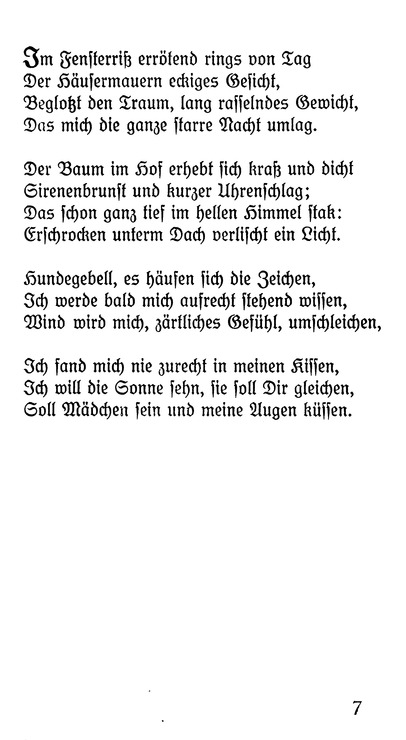 Im Fensterriß errötend rings von Tag
Der Häusermauern eckiges Gesicht,
Beglotzt den Traum, lang rasselndes Gewicht,
Das mich die ganze starre Nacht umlag.
Der Baum im Hof erhebt sich kraß und dicht
Sirenenbrunst und kurzer Uhrenschlag;
Das schon ganz tief im hellen Himmel stak:
Erschrocken unterm Dach verlischt ein Licht.
Hundegebell, es häufen sich die Zeichen,
Ich werde bald mich aufrecht stehend wissen,
Wind wird mich, zärtliches Gefühl, umschleichen,
Ich fand mich nie zurecht in meinen Kissen,
Ich will die Sonne sehn, sie soll Dir gleichen,
Soll Mädchen sein und meine Augen küssen.
7